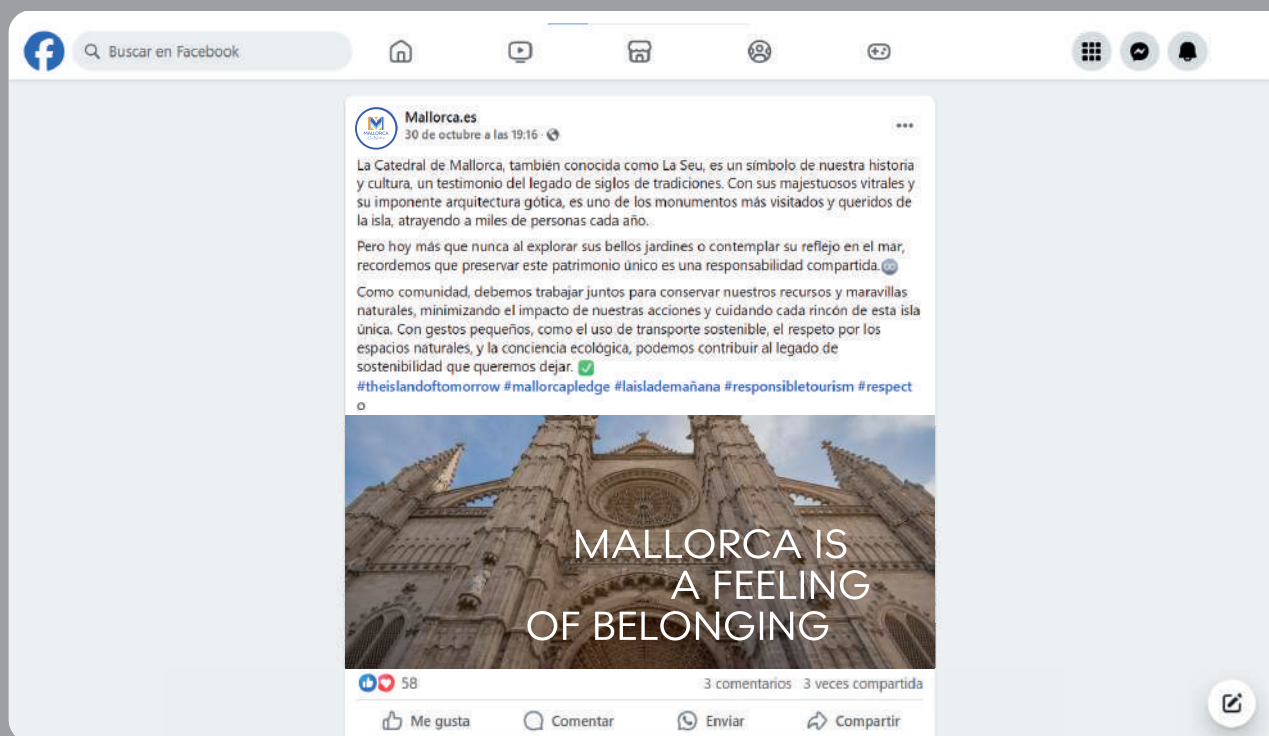 Buscar en Facebook
Mallorca.es
30 de octubre a las 19:16 ·
MALLORCA
La Catedral de Mallorca, también conocida como La Seu, es un símbolo de nuestra historia
y cultura, un testimonio del legado de siglos de tradiciones. Con sus majestuosos vitrales y
su imponente arquitectura gótica, es uno de los monumentos más visitados y queridos de
la isla, atrayendo a miles de personas cada año.
Pero hoy más que nunca al explorar sus bellos jardines o contemplar su reflejo en el mar,
recordemos que preservar este patrimonio único es una responsabilidad compartida.
Como comunidad, debemos trabajar juntos para conservar nuestros recursos y maravillas
naturales, minimizando el impacto de nuestras acciones y cuidando cada rincón de esta isla
única. Con gestos pequeños, como el uso de transporte sostenible, el respeto por los
espacios naturales, y la conciencia ecológica, podemos contribuir al legado de
sostenibilidad que queremos dejar. ✅
#theislandoftomorrow #mallorcapledge #laislademañana #responsibletourism #respect
o
MALLORCA IS
A FEELING
OF BELONGING
58
3 comentarios 3 veces compartida
Me gusta
Comentar
Enviar
Compartir